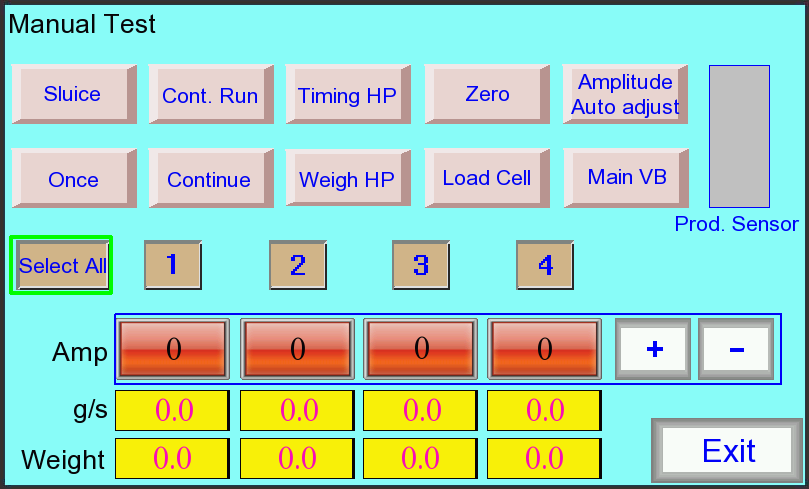 Manual Test
Sluice
Cont. Run
Timing HP
Zero
Amplitude
Auto adjust
Once
Continue
Weigh HP
Load Cell
Main VB
Prod. Sensor
Select All
1
2
3
4
Amp
0
0
0
0
+
-
g/s
0.0
0.0
0.0
0.0
Weight
0.0
0.0
0.0
0.0
Exit